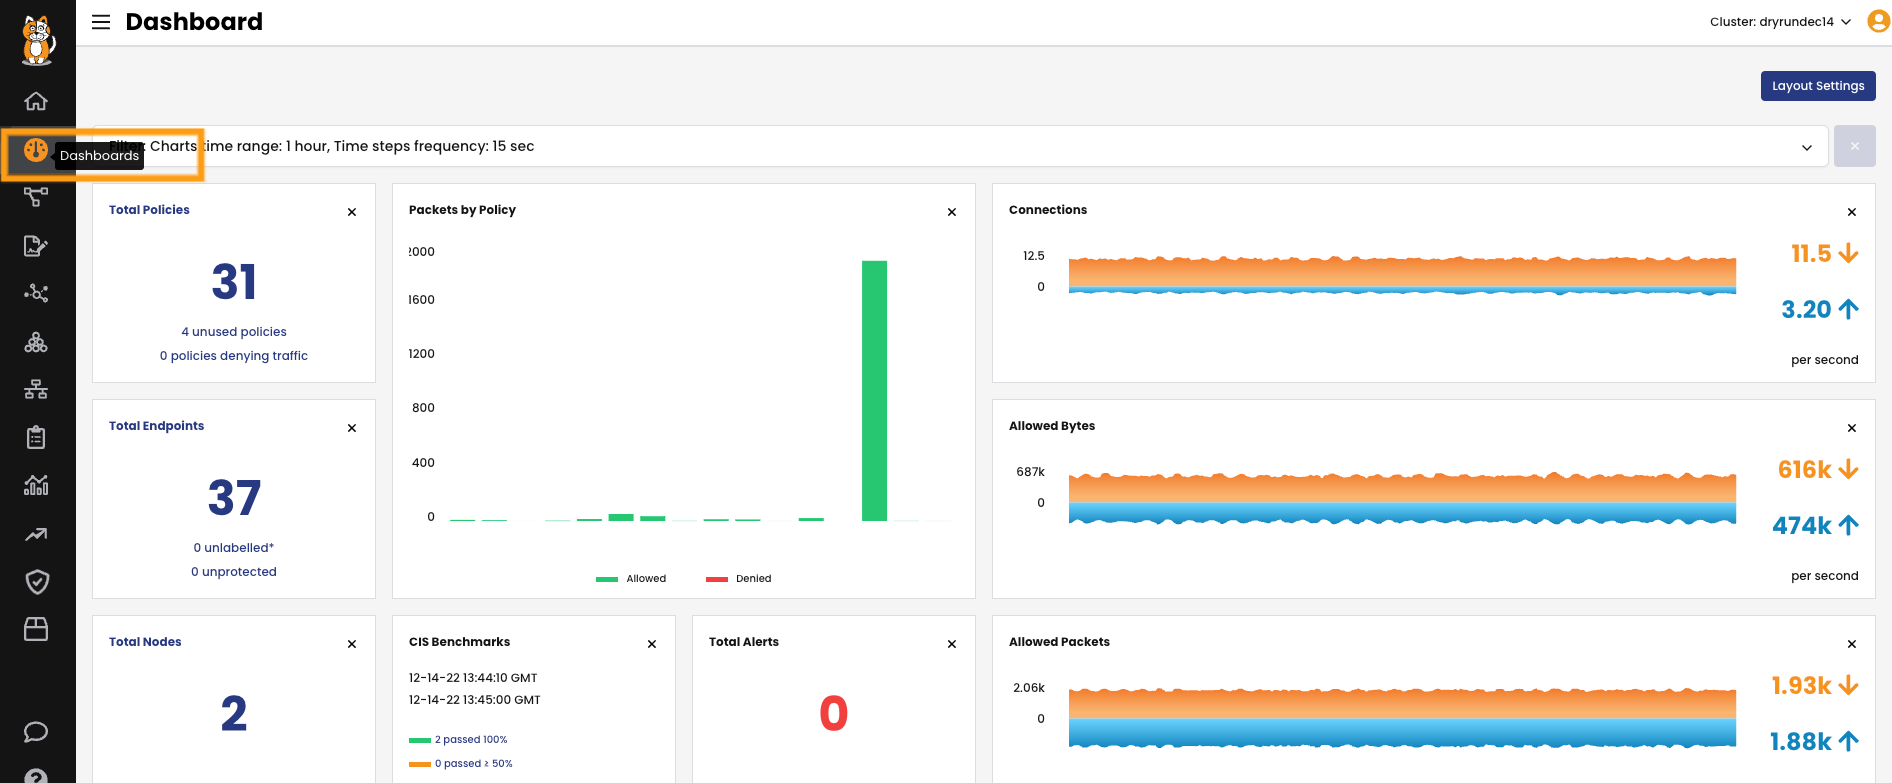 Dashboard
Cluster: dryrundec14
Layout Settings
Filter: Charts time range: 1 hour, Time steps frequency: 15 sec
Dashboards
Total Policies
31
4 unused policies
0 policies denying traffic
Packets by Policy
2000
1600
1200
800
400
0
Allowed
Denied
Connections
12.5
0
11.5
3.20
per second
Total Endpoints
37
0 unlabelled*
0 unprotected
Allowed Bytes
687k
0
616k
474k
per second
Total Nodes
2
CIS Benchmarks
12-14-22 13:44:10 GMT
12-14-22 13:45:00 GMT
2 passed 100%
0 passed ≥ 50%
Total Alerts
0
Allowed Packets
2.06k
0
1.93k
1.88k